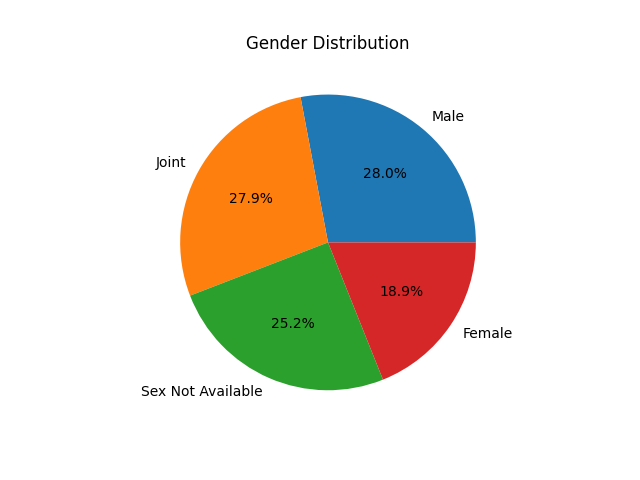 Gender Distribution
Male
Joint
28.0%
27.9%
18.9%
25.2%
Female
Sex Not Available